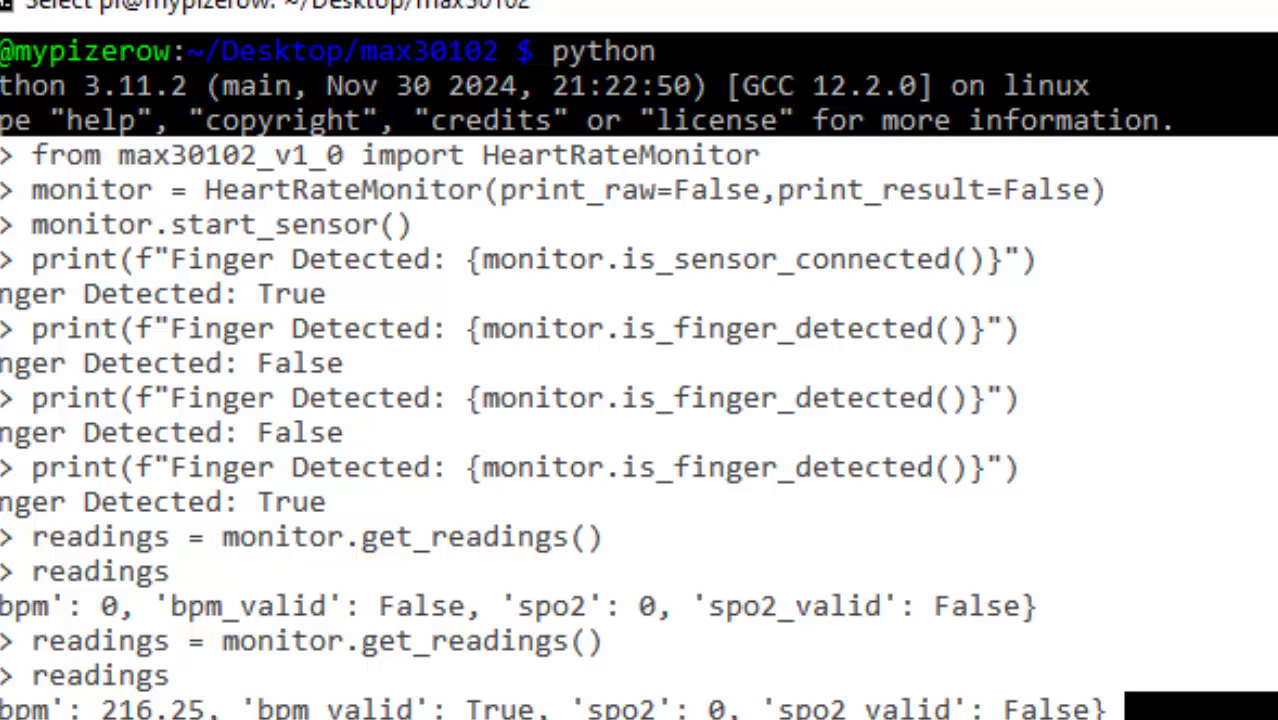 Select pi@mypizerow: ~/Desktop/max30102
@mypizerow:~/Desktop/max30102 $ python
thon 3.11.2 (main, Nov 30 2024, 21:22:50) [GCC 12.2.0] on linux
pe "help", "copyright", "credits" or "license" for more information.
> from max30102_v1_0 import HeartRateMonitor
> monitor = HeartRateMonitor(print_raw=False,print_result=False)
> monitor.start_sensor()
> print(f"Finger Detected: {monitor.is_sensor_connected()}")
nger Detected: True
> print(f"Finger Detected: {monitor.is_finger_detected()}")
nger Detected: False
> print(f"Finger Detected: {monitor.is_finger_detected()}")
nger Detected: False
> print(f"Finger Detected: {monitor.is_finger_detected()}")
nger Detected: True
> readings = monitor.get_readings()
> readings
bpm': 0, 'bpm_valid': False, 'spo2': 0, 'spo2_valid': False}
> readings = monitor.get_readings()
> readings
bpm': 216.25, 'bpm_valid': True, 'spo2': 0, 'spo2_valid': False}